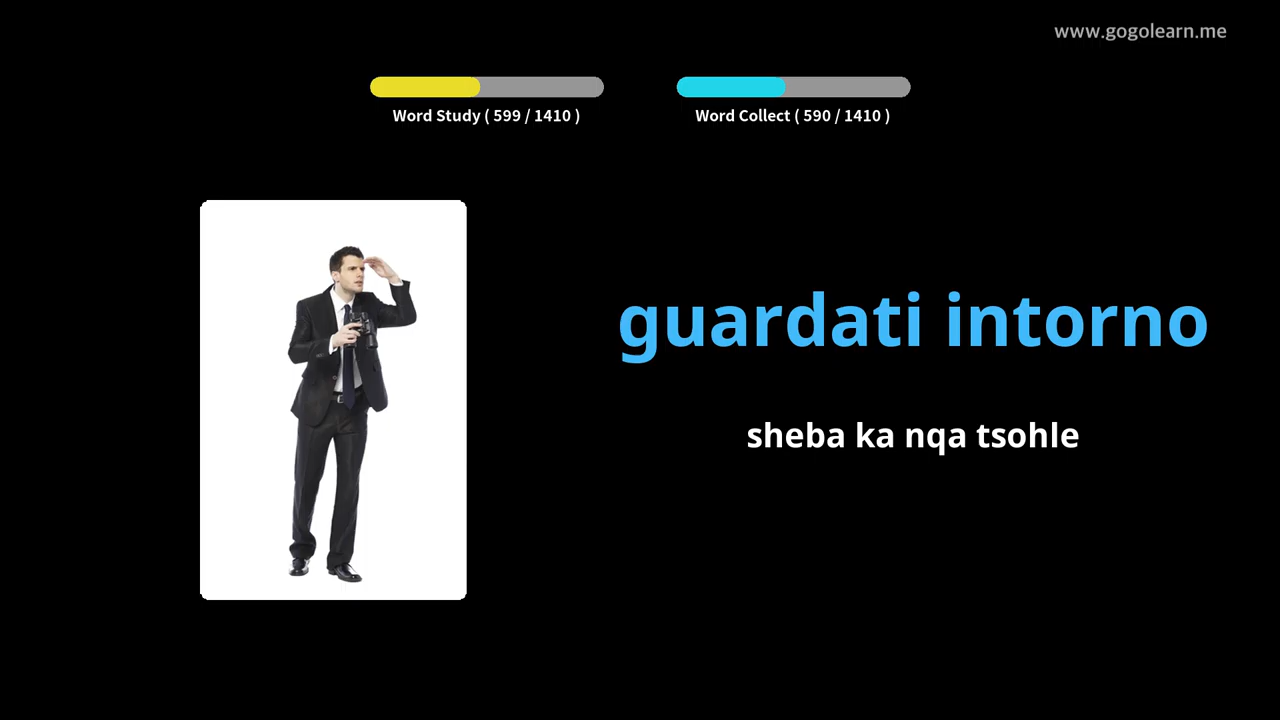 www.gogolearn.me
Word Study ( 599 / 1410 )
Word Collect ( 590 / 1410 )
guardati intorno
sheba ka nqa tsohle